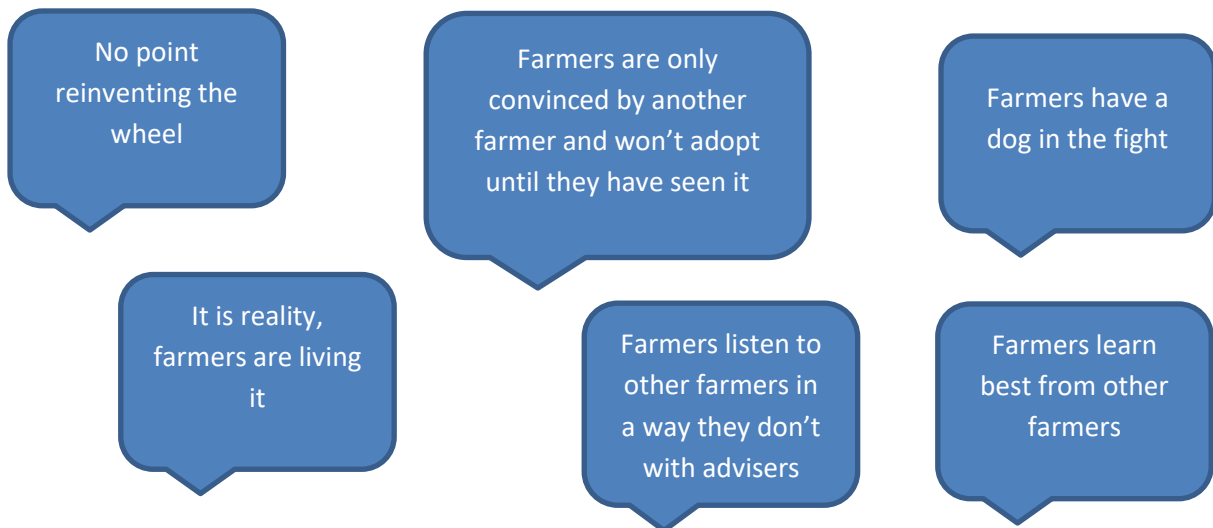 No point
reinventing the
wheel
Farmers are only
convinced by another
farmer and won’t adopt
until they have seen it
Farmers have a
dog in the fight
It is reality,
farmers are living
it
Farmers listen to
other farmers in
a way they don’t
with advisers
Farmers learn
best from other
farmers